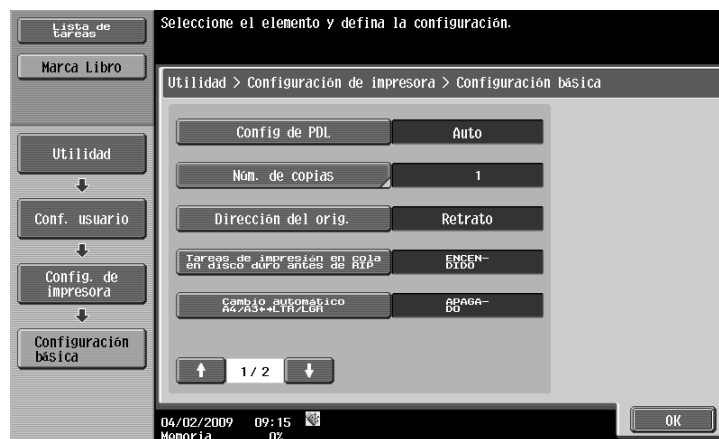 Lista de
tareas
Seleccione el elemento y defina la configuración.
Marca Libro
Utilidad > Configuración de impresora > Configuración básica
Config de PDL
Auto
Utilidad
Núm. de copias
1
Conf. usuario
Dirección del orig.
Retrato
Tareas de impresión en cola
en disco duro antes de RIP
ENCEN-
DIDO
Config. de
impresora
Cambio automático
A4/A3↔LTR/LGR
APAGA-
DO
Configuración
básica
1/ 2
04/02/2009 09:15
Memoria 0%
OK